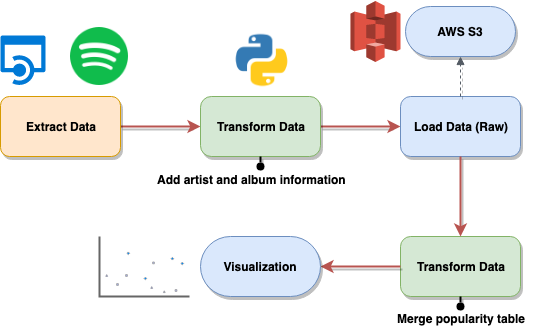 AWS S3
Extract Data
Transform Data
Load Data (Raw)
Add artist and album information
Visualization
Transform Data
Merge popularity table